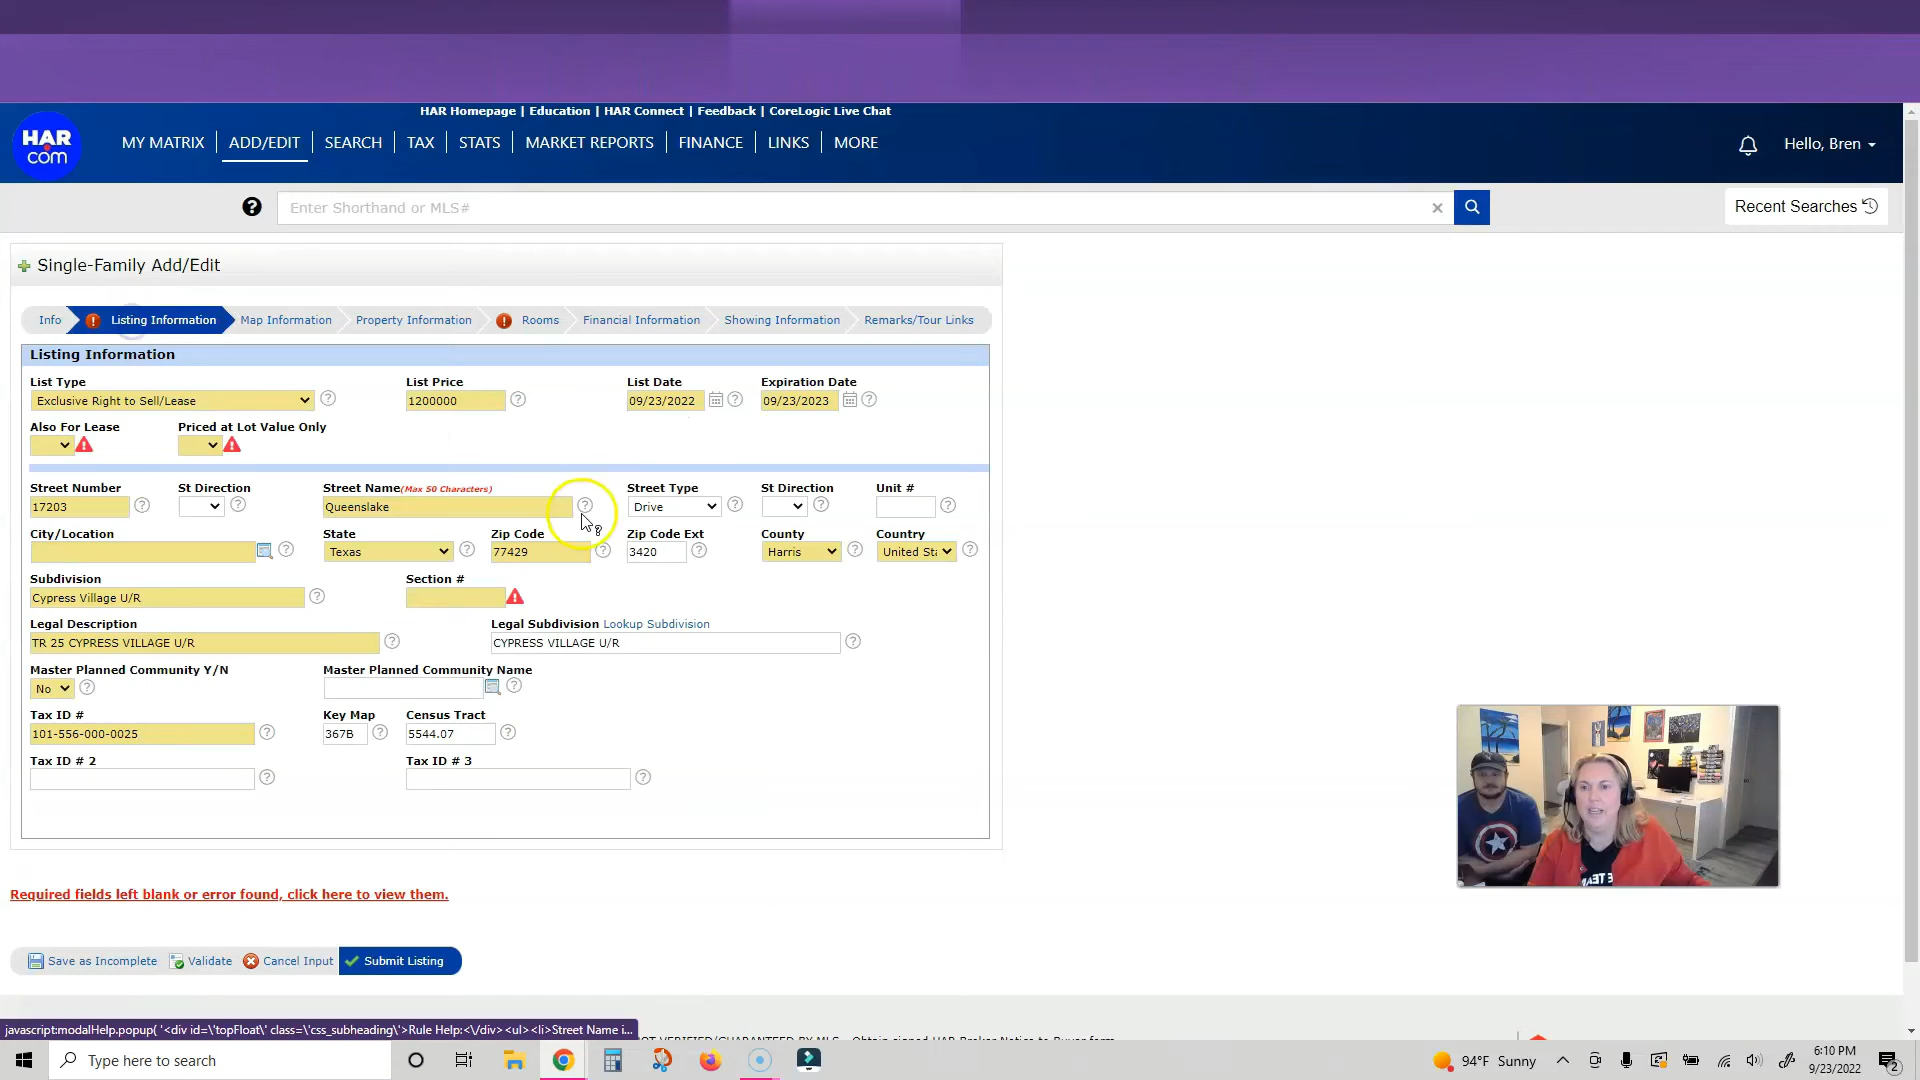 HAR Homepage | Education | HAR Connect | Feedback | CoreLogic Live Chat
HAR com
MY MATRIX | ADD/EDIT | SEARCH | TAX | STATS | MARKET REPORTS | FINANCE | LINKS | MORE
Hello, Bren
Enter Shorthand or MLS#
Recent Searches
Single-Family Add/Edit
Info Listing Information Map Information Property Information Rooms Financial Information Showing Information Remarks/Tour Links
Listing Information
List Type List Price List Date Expiration Date
Exclusive Right to Sell/Lease 1200000 09/23/2022 09/23/2023
Also For Lease Priced at Lot Value Only
Street Number St Direction Street Name(Max 50 Characters) Street Type St Direction Unit #
17203 Queenslake Drive
City/Location State Zip Code Zip Code Ext County Country
Texas 77429 3420 Harris United Sta
Subdivision Section #
Cypress Village U/R
Legal Description Legal Subdivision Lookup Subdivision
TR 25 CYPRESS VILLAGE U/R CYPRESS VILLAGE U/R
Master Planned Community Y/N Master Planned Community Name
No
Tax ID # Key Map Census Tract
101-556-000-0025 367B 5544.07
Tax ID # 2 Tax ID # 3
Required fields left blank or error found, click here to view them.
Save as Incomplete Validate Cancel Input Submit Listing
javascript:modalHelp.popup( '<div id=\'topFloat\' class=\'css_subheading\'>Rule Help:<\/div><ul><li>Street Name i...
Type here to search
94°F Sunny
6:10 PM
9/23/2022
2